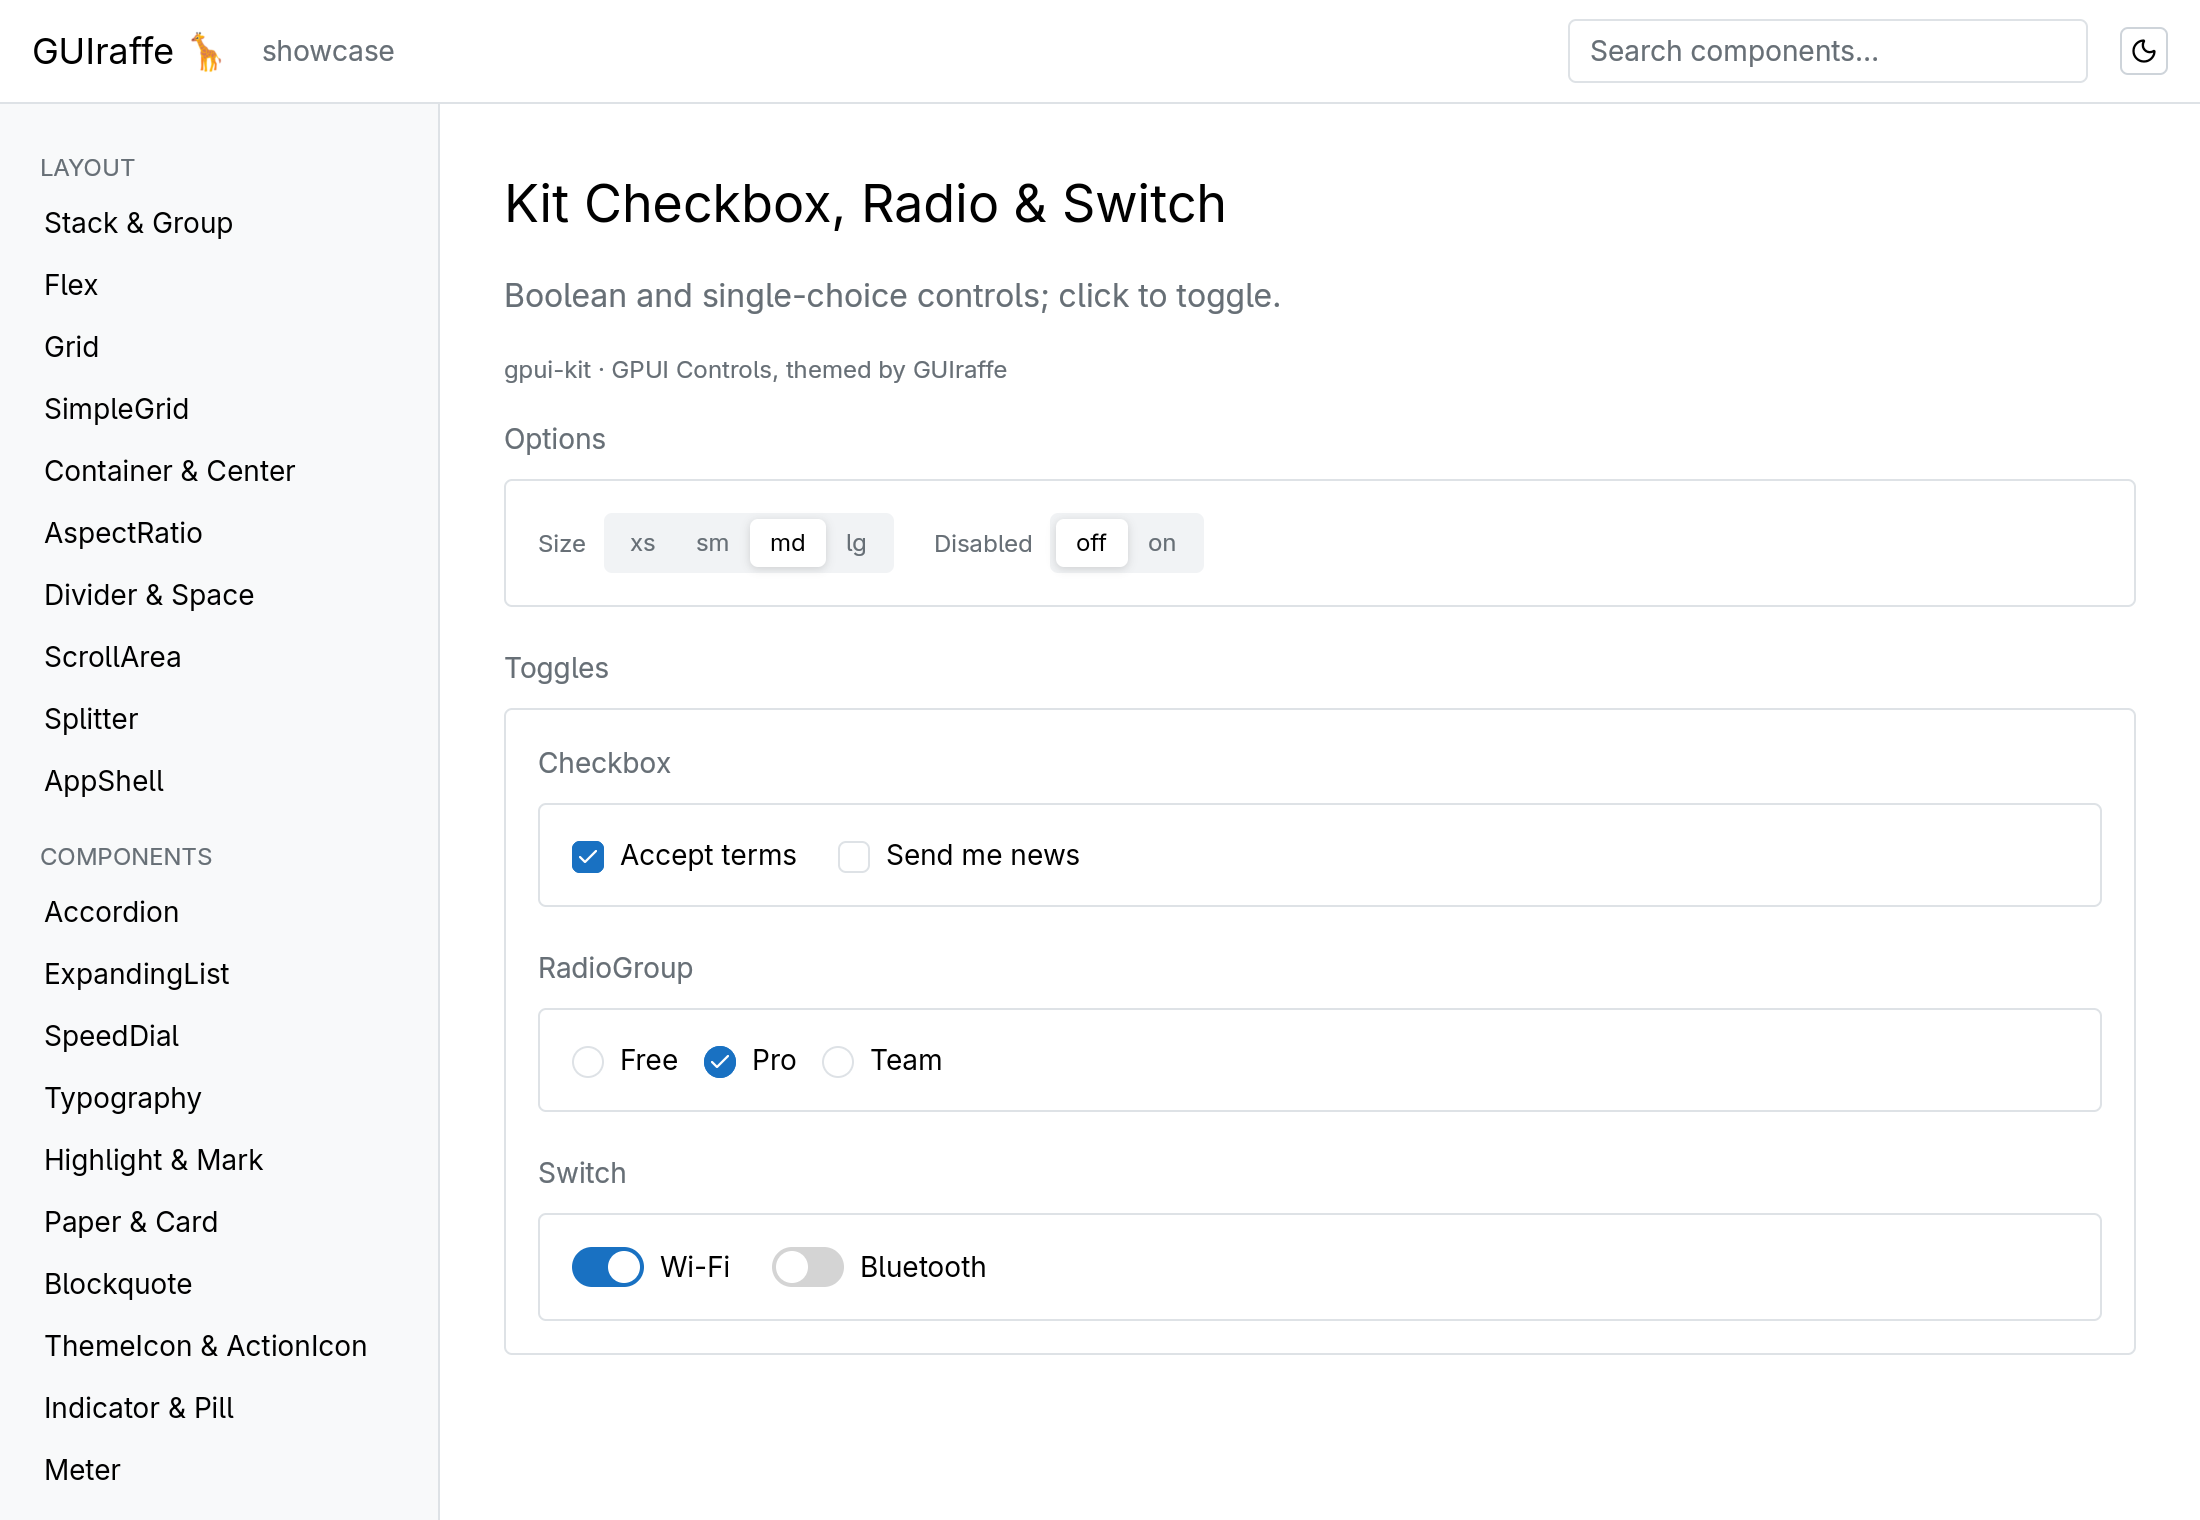 GUIraffe 🦒 showcase
Search components...
LAYOUT
Stack & Group
Flex
Grid
SimpleGrid
Container & Center
AspectRatio
Divider & Space
ScrollArea
Splitter
AppShell
COMPONENTS
Accordion
ExpandingList
SpeedDial
Typography
Highlight & Mark
Paper & Card
Blockquote
ThemeIcon & ActionIcon
Indicator & Pill
Meter
Kit Checkbox, Radio & Switch
Boolean and single-choice controls; click to toggle.
gpui-kit · GPUI Controls, themed by GUIraffe
Options
Size xs sm md lg Disabled off on
Toggles
Checkbox
Accept terms Send me news
RadioGroup
Free Pro Team
Switch
Wi-Fi Bluetooth